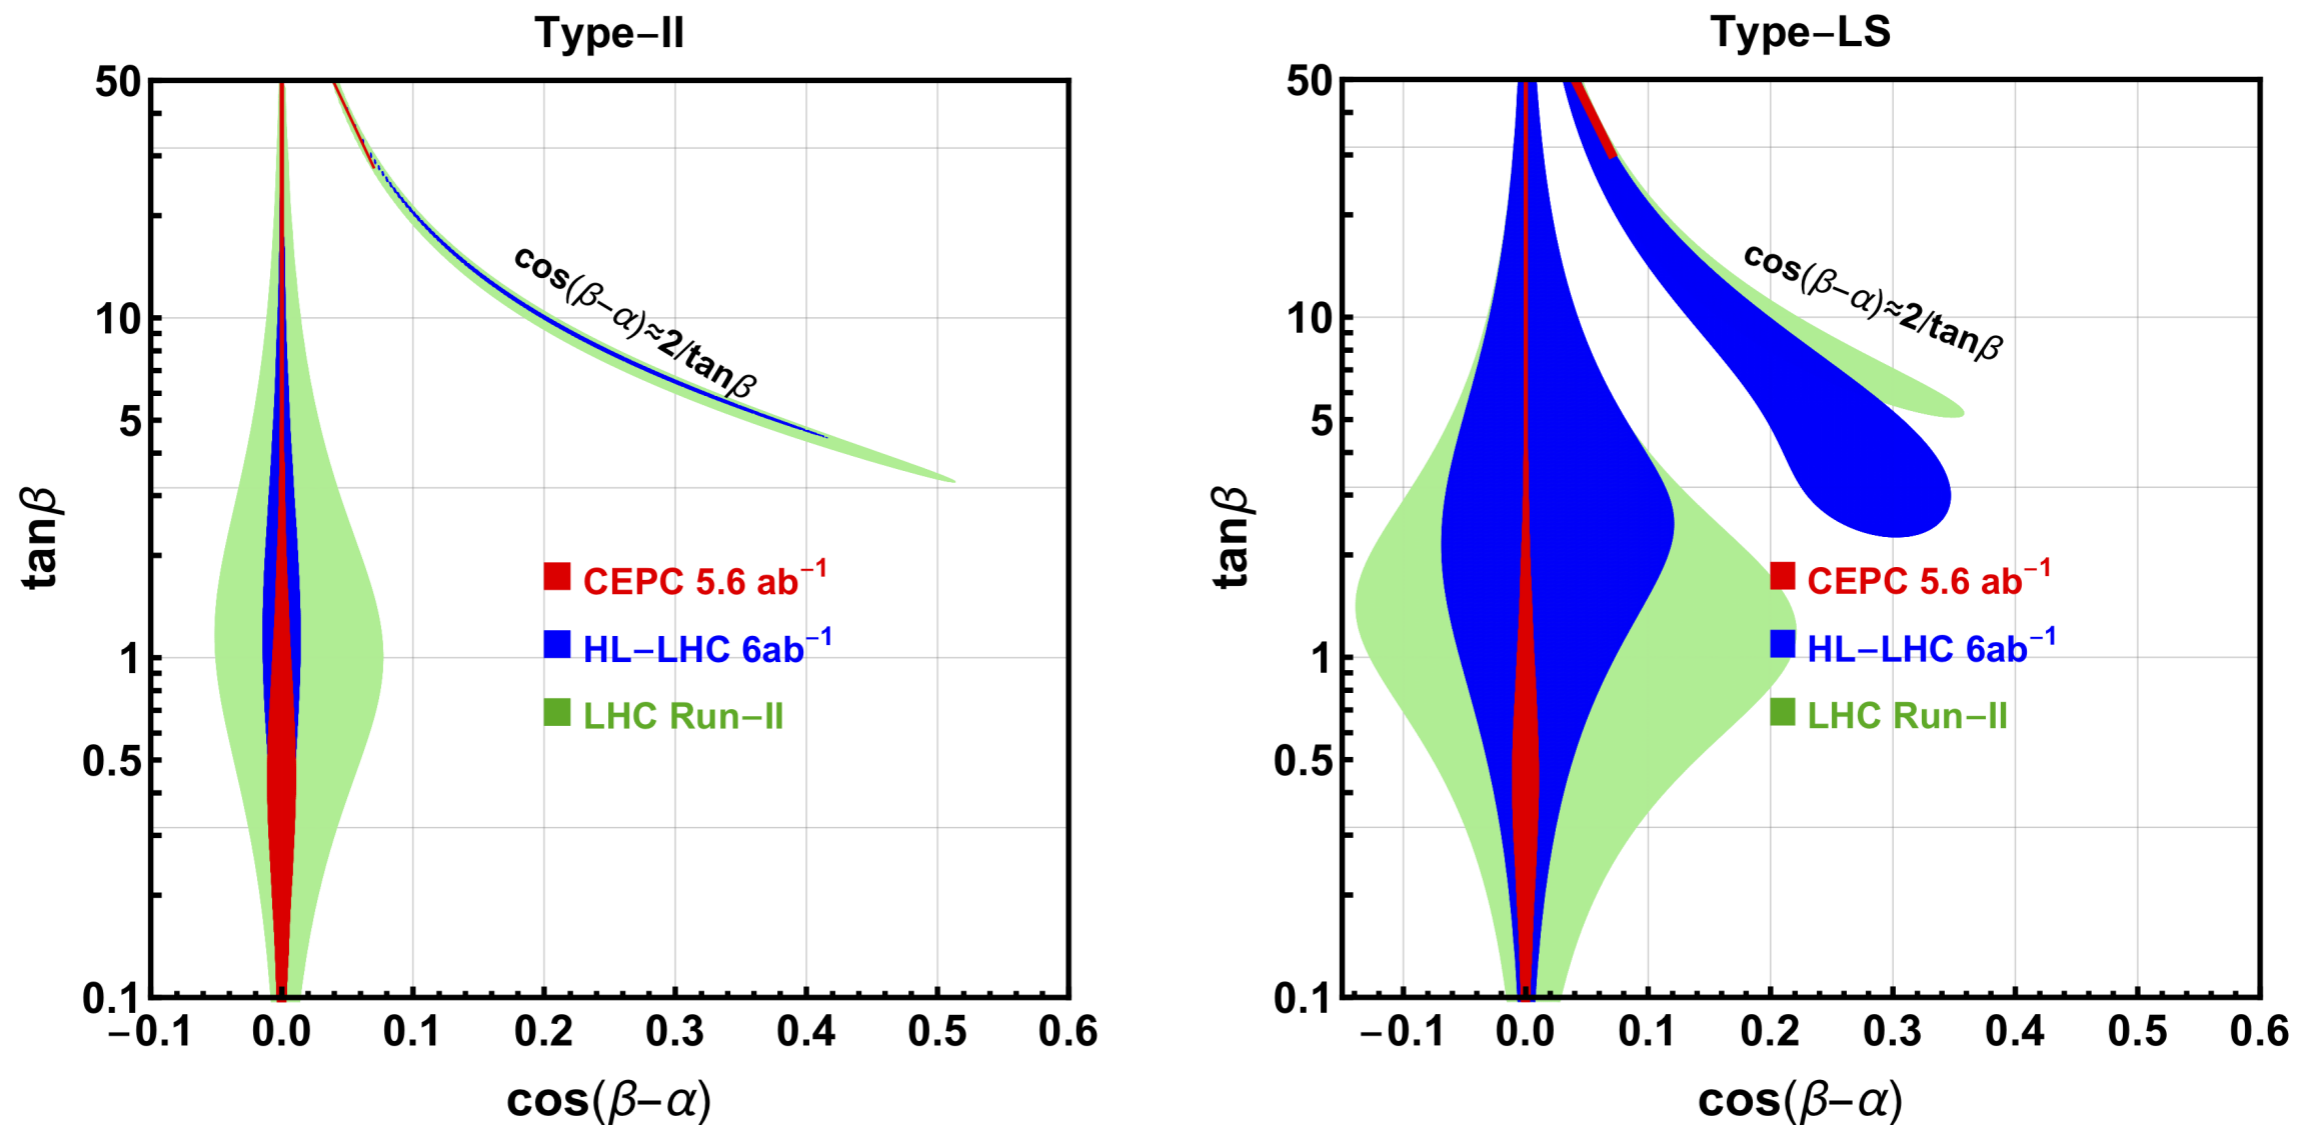 Type−II
50
10
5
1
0.5
0.1
tanβ
cos(β−α)≈2/tanβ
CEPC 5.6 ab⁻¹
HL−LHC 6ab⁻¹
LHC Run−II
−0.1 0.0 0.1 0.2 0.3 0.4 0.5 0.6
cos(β−α)
Type−LS
50
10
5
1
0.5
0.1
tanβ
cos(β−α)≈2/tanβ
CEPC 5.6 ab⁻¹
HL−LHC 6ab⁻¹
LHC Run−II
−0.1 0.0 0.1 0.2 0.3 0.4 0.5 0.6
cos(β−α)